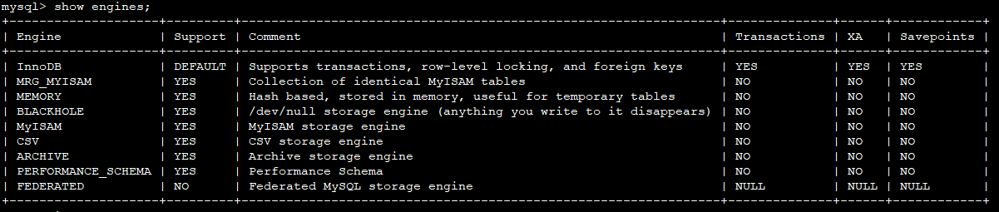 mysql> show engines;
+--------------------+---------+----------------------------------------------------------------+--------------+------+------------+
| Engine             | Support | Comment                                                        | Transactions | XA   | Savepoints |
+--------------------+---------+----------------------------------------------------------------+--------------+------+------------+
| InnoDB             | DEFAULT | Supports transactions, row-level locking, and foreign keys     | YES          | YES  | YES        |
| MRG_MYISAM         | YES     | Collection of identical MyISAM tables                          | NO           | NO   | NO         |
| MEMORY             | YES     | Hash based, stored in memory, useful for temporary tables      | NO           | NO   | NO         |
| BLACKHOLE          | YES     | /dev/null storage engine (anything you write to it disappears) | NO           | NO   | NO         |
| MyISAM             | YES     | MyISAM storage engine                                          | NO           | NO   | NO         |
| CSV                | YES     | CSV storage engine                                             | NO           | NO   | NO         |
| ARCHIVE            | YES     | Archive storage engine                                         | NO           | NO   | NO         |
| PERFORMANCE_SCHEMA | YES     | Performance Schema                                             | NO           | NO   | NO         |
| FEDERATED          | NO      | Federated MySQL storage engine                                 | NULL         | NULL | NULL       |
+--------------------+---------+----------------------------------------------------------------+--------------+------+------------+